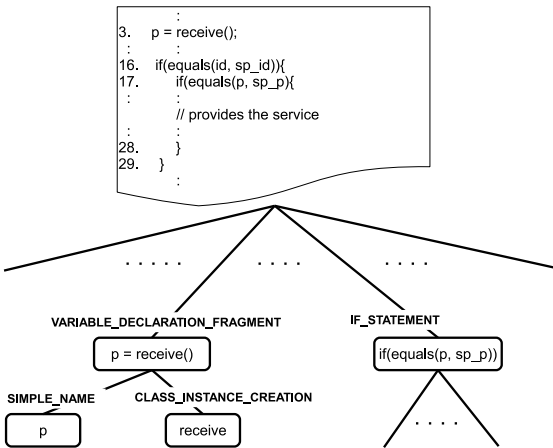 :
3. p = receive();
: :
16. if(equals(id, sp_id)){
17. if(equals(p, sp_p){
: :
// provides the service
: :
28. }
29. }
:
. . . . . . . . . . . . .
VARIABLE_DECLARATION_FRAGMENT IF_STATEMENT
p = receive() if(equals(p, sp_p))
SIMPLE_NAME CLASS_INSTANCE_CREATION
p receive . . . .